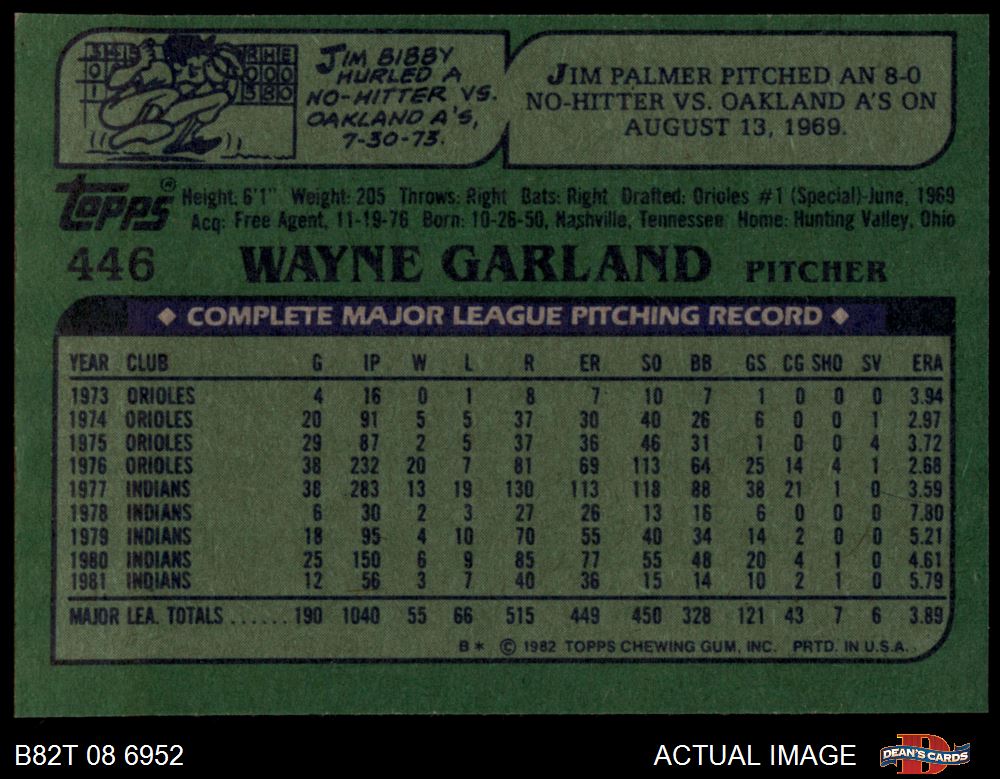 3 4 5
0
1
R H E
0 0 0
5 8 0
JIM BIBBY
HURLED A
NO-HITTER VS.
OAKLAND A'S,
7-30-73.
JIM PALMER PITCHED AN 8-0
NO-HITTER VS. OAKLAND A'S ON
AUGUST 13, 1969.
topps®
Height: 6'1" Weight: 205 Throws: Right Bats: Right Drafted: Orioles #1 (Special)-June, 1969
Acq: Free Agent, 11-19-76 Born: 10-26-50, Nashville, Tennessee Home: Hunting Valley, Ohio
446 WAYNE GARLAND PITCHER
◆ COMPLETE MAJOR LEAGUE PITCHING RECORD ◆
YEAR CLUB G IP W L R ER SO BB GS CG SHO SV ERA
1973 ORIOLES 4 16 0 1 8 7 10 7 1 0 0 0 3.94
1974 ORIOLES 20 91 5 5 37 30 40 26 6 0 0 1 2.97
1975 ORIOLES 29 87 2 5 37 36 46 31 1 0 0 4 3.72
1976 ORIOLES 38 232 20 7 81 69 113 64 25 14 4 1 2.68
1977 INDIANS 38 283 13 19 130 113 118 88 38 21 1 0 3.59
1978 INDIANS 6 30 2 3 27 26 13 16 6 0 0 0 7.80
1979 INDIANS 18 95 4 10 70 55 40 34 14 2 0 0 5.21
1980 INDIANS 25 150 6 9 85 77 55 48 20 4 1 0 4.61
1981 INDIANS 12 56 3 7 40 36 15 14 10 2 1 0 5.79
MAJOR LEA. TOTALS ...... 190 1040 55 66 515 449 450 328 121 43 7 6 3.89
B* © 1982 TOPPS CHEWING GUM, INC. PRTD. IN U.S.A.
B82T 08 6952
ACTUAL IMAGE
DEAN'S CARDS